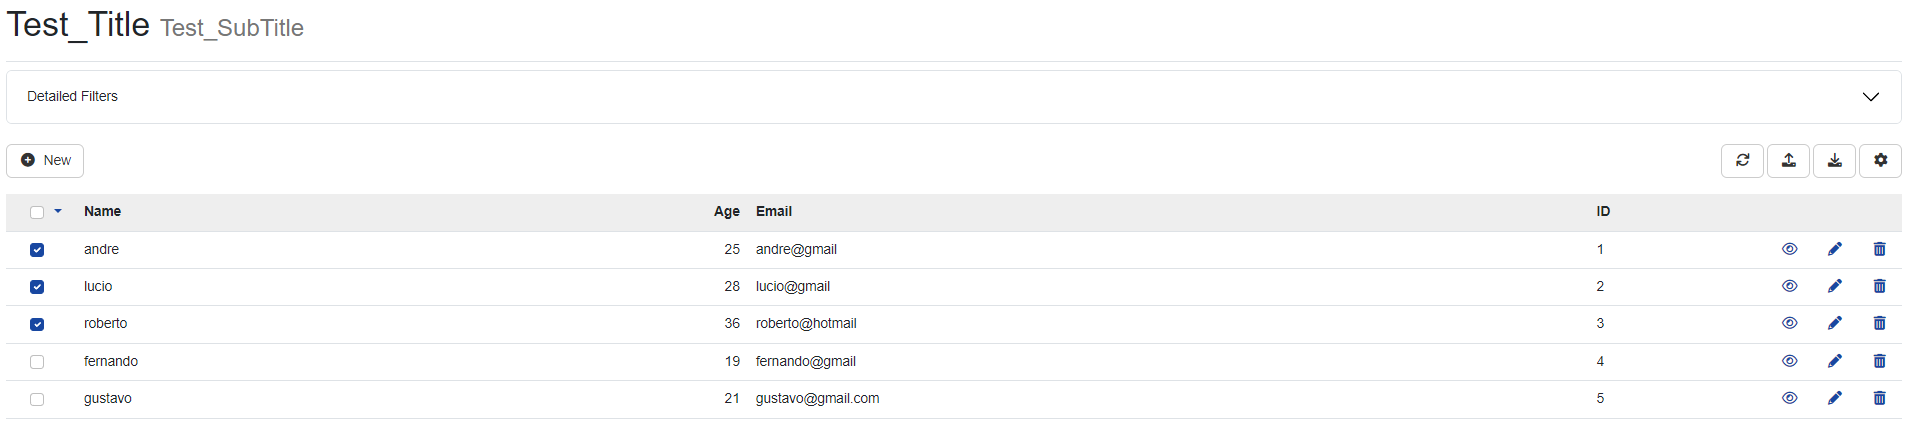 Test_Title Test_SubTitle
Detailed Filters
New
Name Age Email ID
andre 25 andre@gmail 1
lucio 28 lucio@gmail 2
roberto 36 roberto@hotmail 3
fernando 19 fernando@gmail 4
gustavo 21 gustavo@gmail.com 5